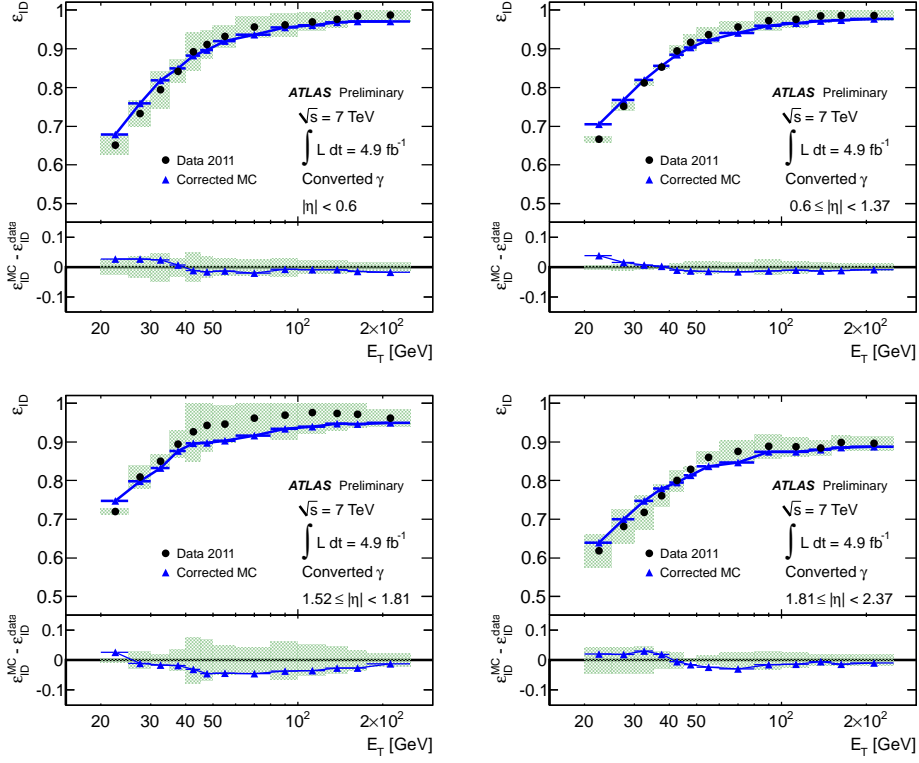 ε_ID
1
0.9
0.8
0.7
0.6
0.5
ATLAS Preliminary
√s = 7 TeV
∫ L dt = 4.9 fb⁻¹
Data 2011
Corrected MC
Converted γ
|η| < 0.6
ε_ID^MC - ε_ID^data
0.1
0
-0.1
20 30 40 50 10² 2×10²
E_T [GeV]
ε_ID
1
0.9
0.8
0.7
0.6
0.5
ATLAS Preliminary
√s = 7 TeV
∫ L dt = 4.9 fb⁻¹
Data 2011
Corrected MC
Converted γ
0.6 ≤ |η| < 1.37
ε_ID^MC - ε_ID^data
0.1
0
-0.1
20 30 40 50 10² 2×10²
E_T [GeV]
ε_ID
1
0.9
0.8
0.7
0.6
0.5
ATLAS Preliminary
√s = 7 TeV
∫ L dt = 4.9 fb⁻¹
Data 2011
Corrected MC
Converted γ
1.52 ≤ |η| < 1.81
ε_ID^MC - ε_ID^data
0.1
0
-0.1
20 30 40 50 10² 2×10²
E_T [GeV]
ε_ID
1
0.9
0.8
0.7
0.6
0.5
ATLAS Preliminary
√s = 7 TeV
∫ L dt = 4.9 fb⁻¹
Data 2011
Corrected MC
Converted γ
1.81 ≤ |η| < 2.37
ε_ID^MC - ε_ID^data
0.1
0
-0.1
20 30 40 50 10² 2×10²
E_T [GeV]